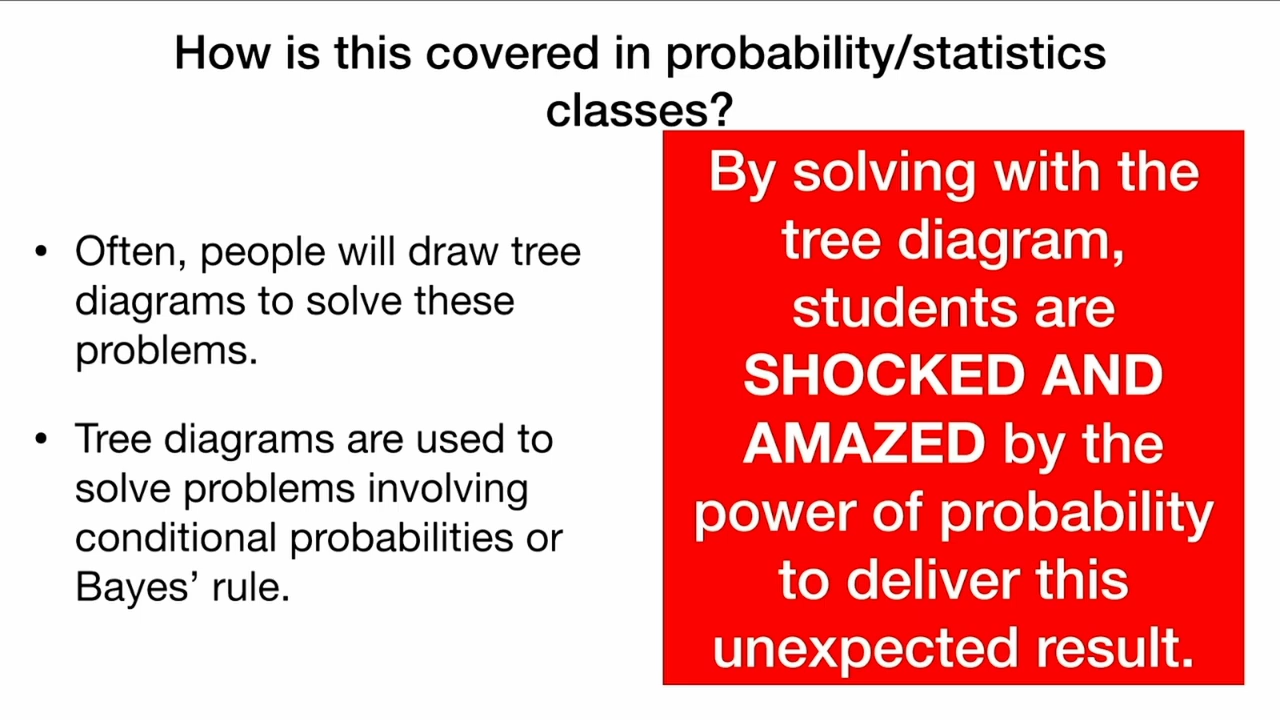 How is this covered in probability/statistics
classes?
• Often, people will draw tree
diagrams to solve these
problems.
• Tree diagrams are used to
solve problems involving
conditional probabilities or
Bayes’ rule.
By solving with the
tree diagram,
students are
SHOCKED AND
AMAZED by the
power of probability
to deliver this
unexpected result.